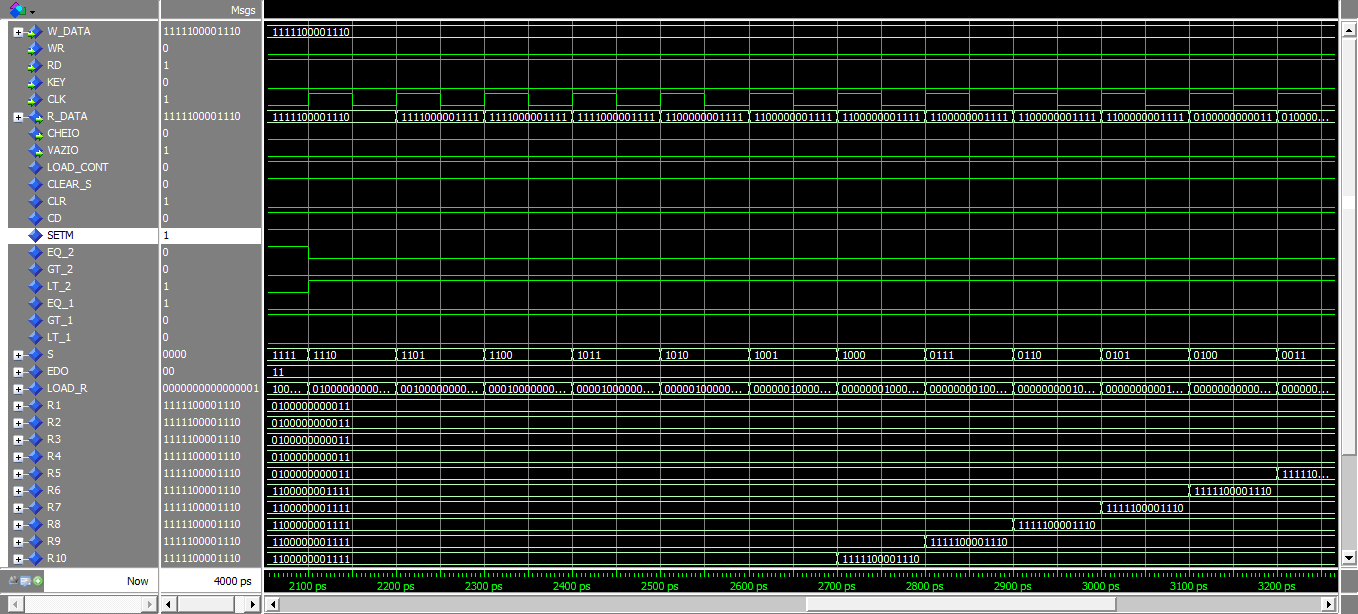 Msgs
W_DATA 1111100001110 1111100001110
WR 0
RD 1
KEY 0
CLK 1
R_DATA 1111100001110 1111100001110 1111000001111 1111000001111 1111000001111 1100000001111 1100000001111 1100000001111 1100000001111 1100000001111 1100000001111 0100000000011 010000...
CHEIO 0
VAZIO 1
LOAD_CONT 0
CLEAR_S 0
CLR 1
CD 0
SETM 1
EQ_2 0
GT_2 0
LT_2 1
EQ_1 1
GT_1 0
LT_1 0
S 0000 1111 1110 1101 1100 1011 1010 1001 1000 0111 0110 0101 0100 0011
EDO 00 11
LOAD_R 0000000000000001 100... 01000000000... 00100000000... 00010000000... 00001000000... 00000100000... 00000010000... 00000001000... 00000000100... 00000000010... 00000000001... 00000000000... 000000...
R1 1111100001110 0100000000011
R2 1111100001110 0100000000011
R3 1111100001110 0100000000011
R4 1111100001110 0100000000011
R5 1111100001110 0100000000011 111110...
R6 1111100001110 1100000001111 1111100001110
R7 1111100001110 1100000001111 1111100001110
R8 1111100001110 1100000001111 1111100001110
R9 1111100001110 1100000001111 1111100001110
R10 1111100001110 1100000001111 1111100001110
Now 4000 ps 2100 ps 2200 ps 2300 ps 2400 ps 2500 ps 2600 ps 2700 ps 2800 ps 2900 ps 3000 ps 3100 ps 3200 ps